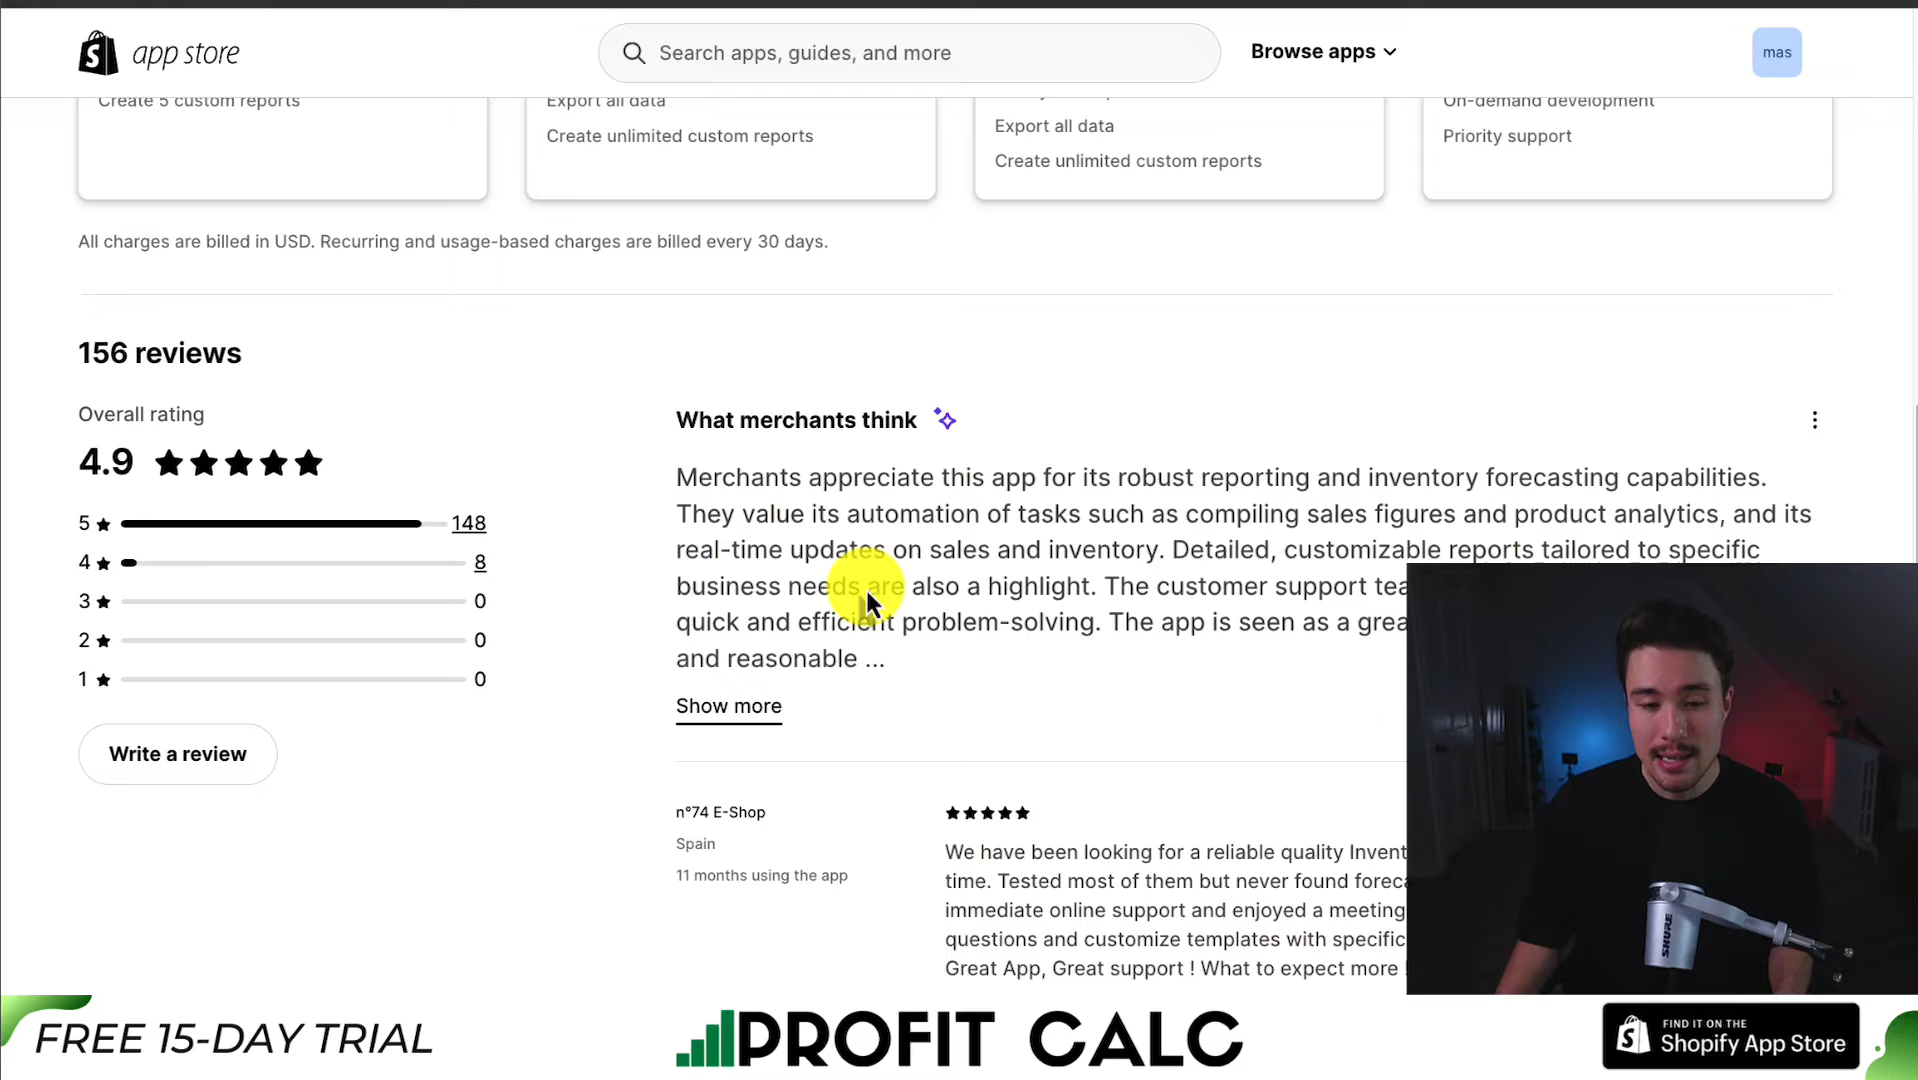 app store
Search apps, guides, and more
Browse apps
mas
Create 5 custom reports
Export all data
Create unlimited custom reports
Export all data
Create unlimited custom reports
On-demand development
Priority support
All charges are billed in USD. Recurring and usage-based charges are billed every 30 days.
156 reviews
Overall rating
4.9
5 148
4 8
3 0
2 0
1 0
Write a review
What merchants think
Merchants appreciate this app for its robust reporting and inventory forecasting capabilities.
They value its automation of tasks such as compiling sales figures and product analytics, and its
real-time updates on sales and inventory. Detailed, customizable reports tailored to specific
business needs are also a highlight. The customer support
quick and efficient problem-solving. The app is seen as a
and reasonable ...
Show more
n°74 E-Shop
Spain
11 months using the app
We have been looking for a reliable quality
time. Tested most of them but never found
immediate online support and enjoyed a meeting
questions and customize templates with
Great App, Great support ! What to expect more
SHURE
FREE 15-DAY TRIAL
PROFIT CALC
FIND IT ON THE
Shopify App Store